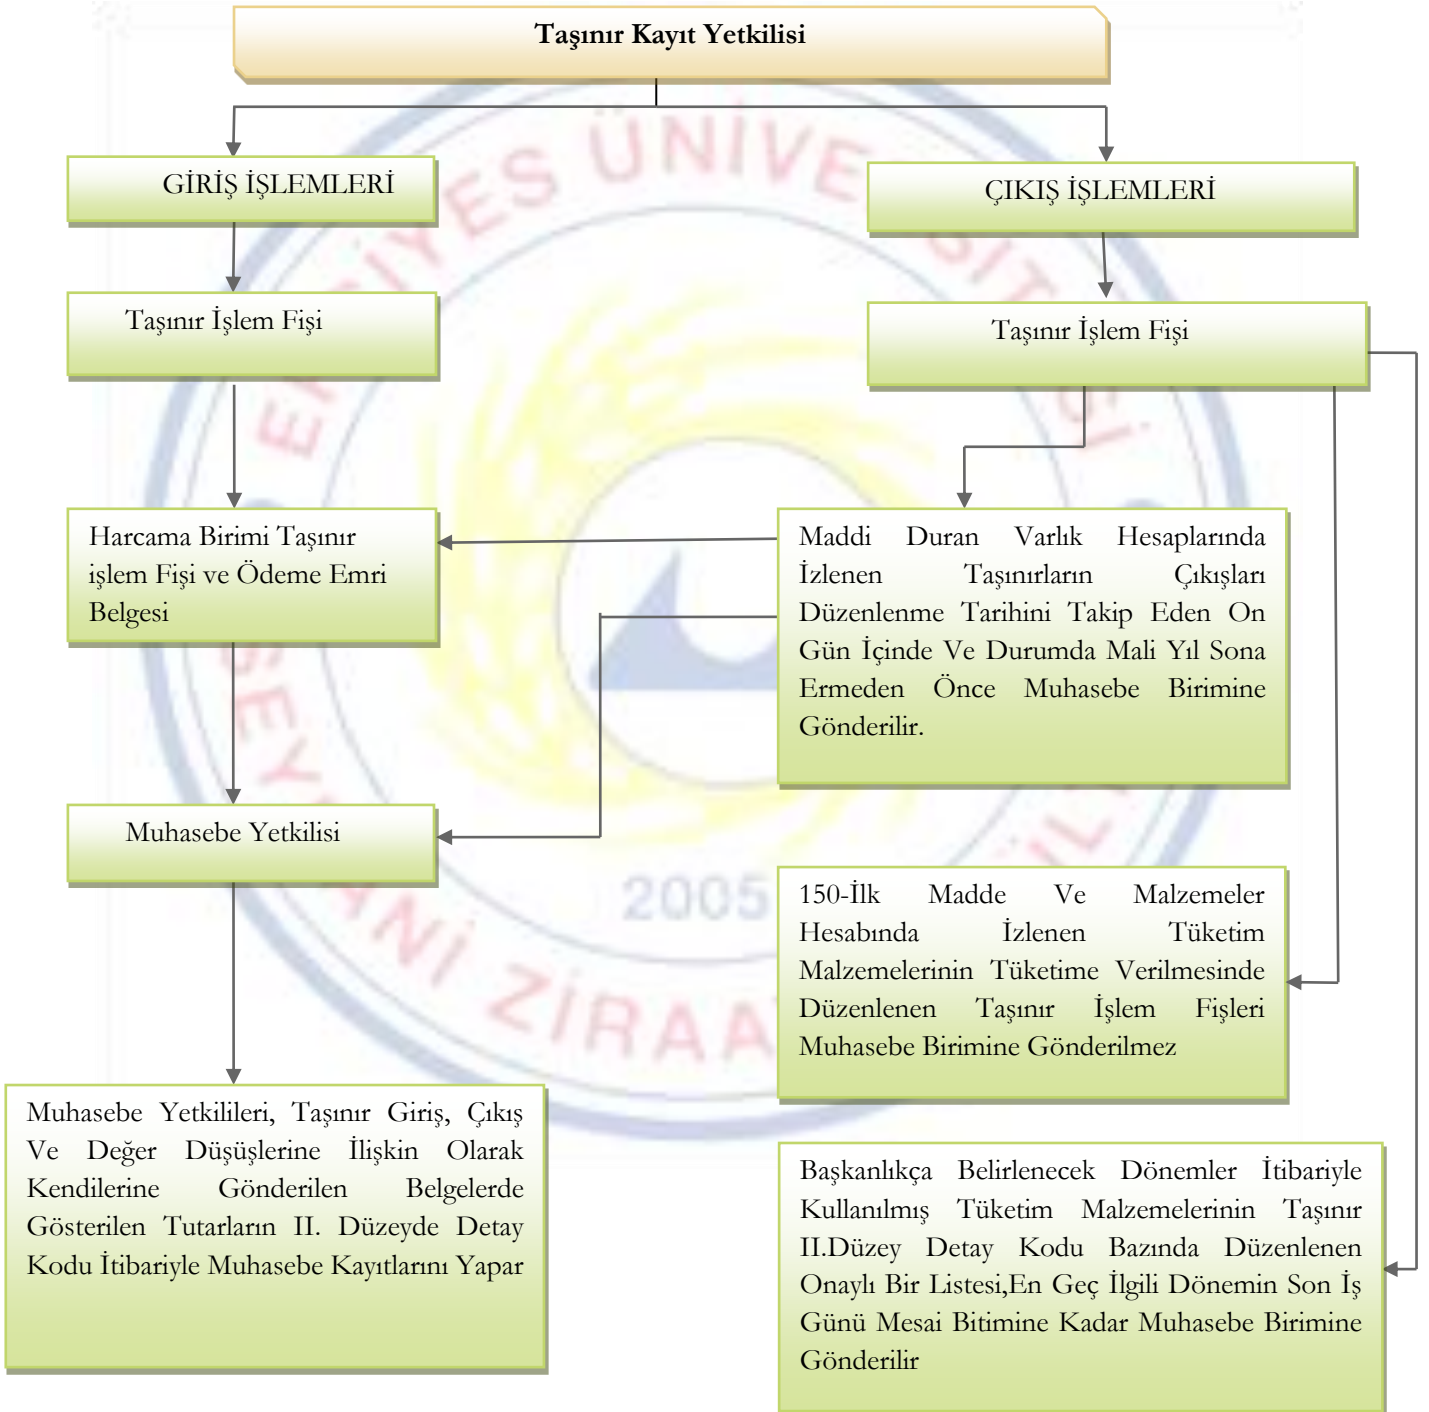 Taşınır Kayıt Yetkilisi
GİRİŞ İŞLEMLERİ
ÇIKIŞ İŞLEMLERİ
Taşınır İşlem Fişi
Taşınır İşlem Fişi
Harcama Birimi Taşınır
işlem Fişi ve Ödeme Emri
Belgesi
Maddi Duran Varlık Hesaplarında
İzlenen Taşınırların Çıkışları
Düzenlenme Tarihini Takip Eden On
Gün İçinde Ve Durumda Mali Yıl Sona
Ermeden Önce Muhasebe Birimine
Gönderilir.
Muhasebe Yetkilisi
150-İlk Madde Ve Malzemeler
Hesabında İzlenen Tüketim
Malzemelerinin Tüketime Verilmesinde
Düzenlenen Taşınır İşlem Fişleri
Muhasebe Birimine Gönderilmez
Muhasebe Yetkilileri, Taşınır Giriş, Çıkış
Ve Değer Düşüşlerine İlişkin Olarak
Kendilerine Gönderilen Belgelerde
Gösterilen Tutarların II. Düzeyde Detay
Kodu İtibariyle Muhasebe Kayıtlarını Yapar
Başkanlıkça Belirlenecek Dönemler İtibariyle
Kullanılmış Tüketim Malzemelerinin Taşınır
II.Düzey Detay Kodu Bazında Düzenlenen
Onaylı Bir Listesi,En Geç İlgili Dönemin Son İş
Günü Mesai Bitimine Kadar Muhasebe Birimine
Gönderilir
2005